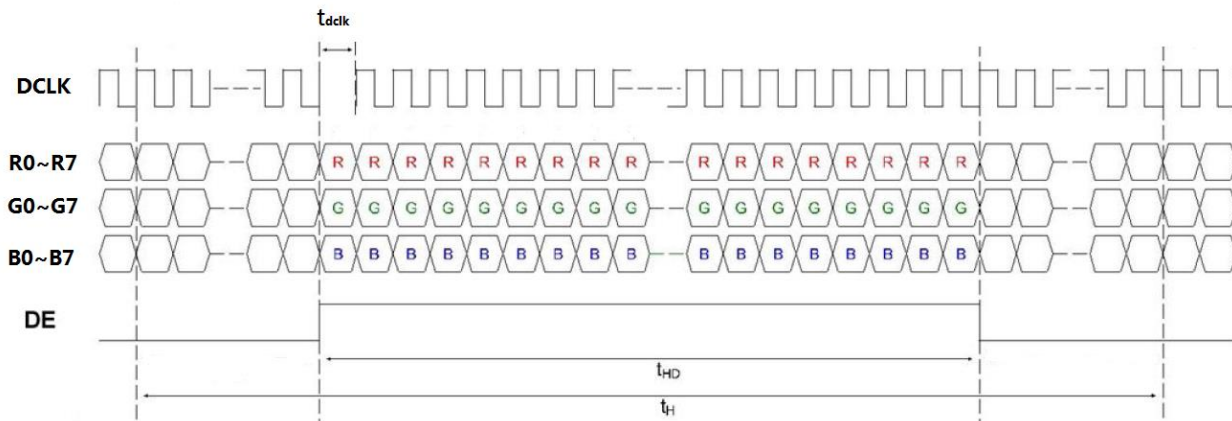 tdclk
DCLK
R0~R7 R R R R R R R R R R R R R R R R R
G0~G7 G G G G G G G G G G G G G G G G G
B0~B7 B B B B B B B B B B B B B B B B B
DE
tHD
tH